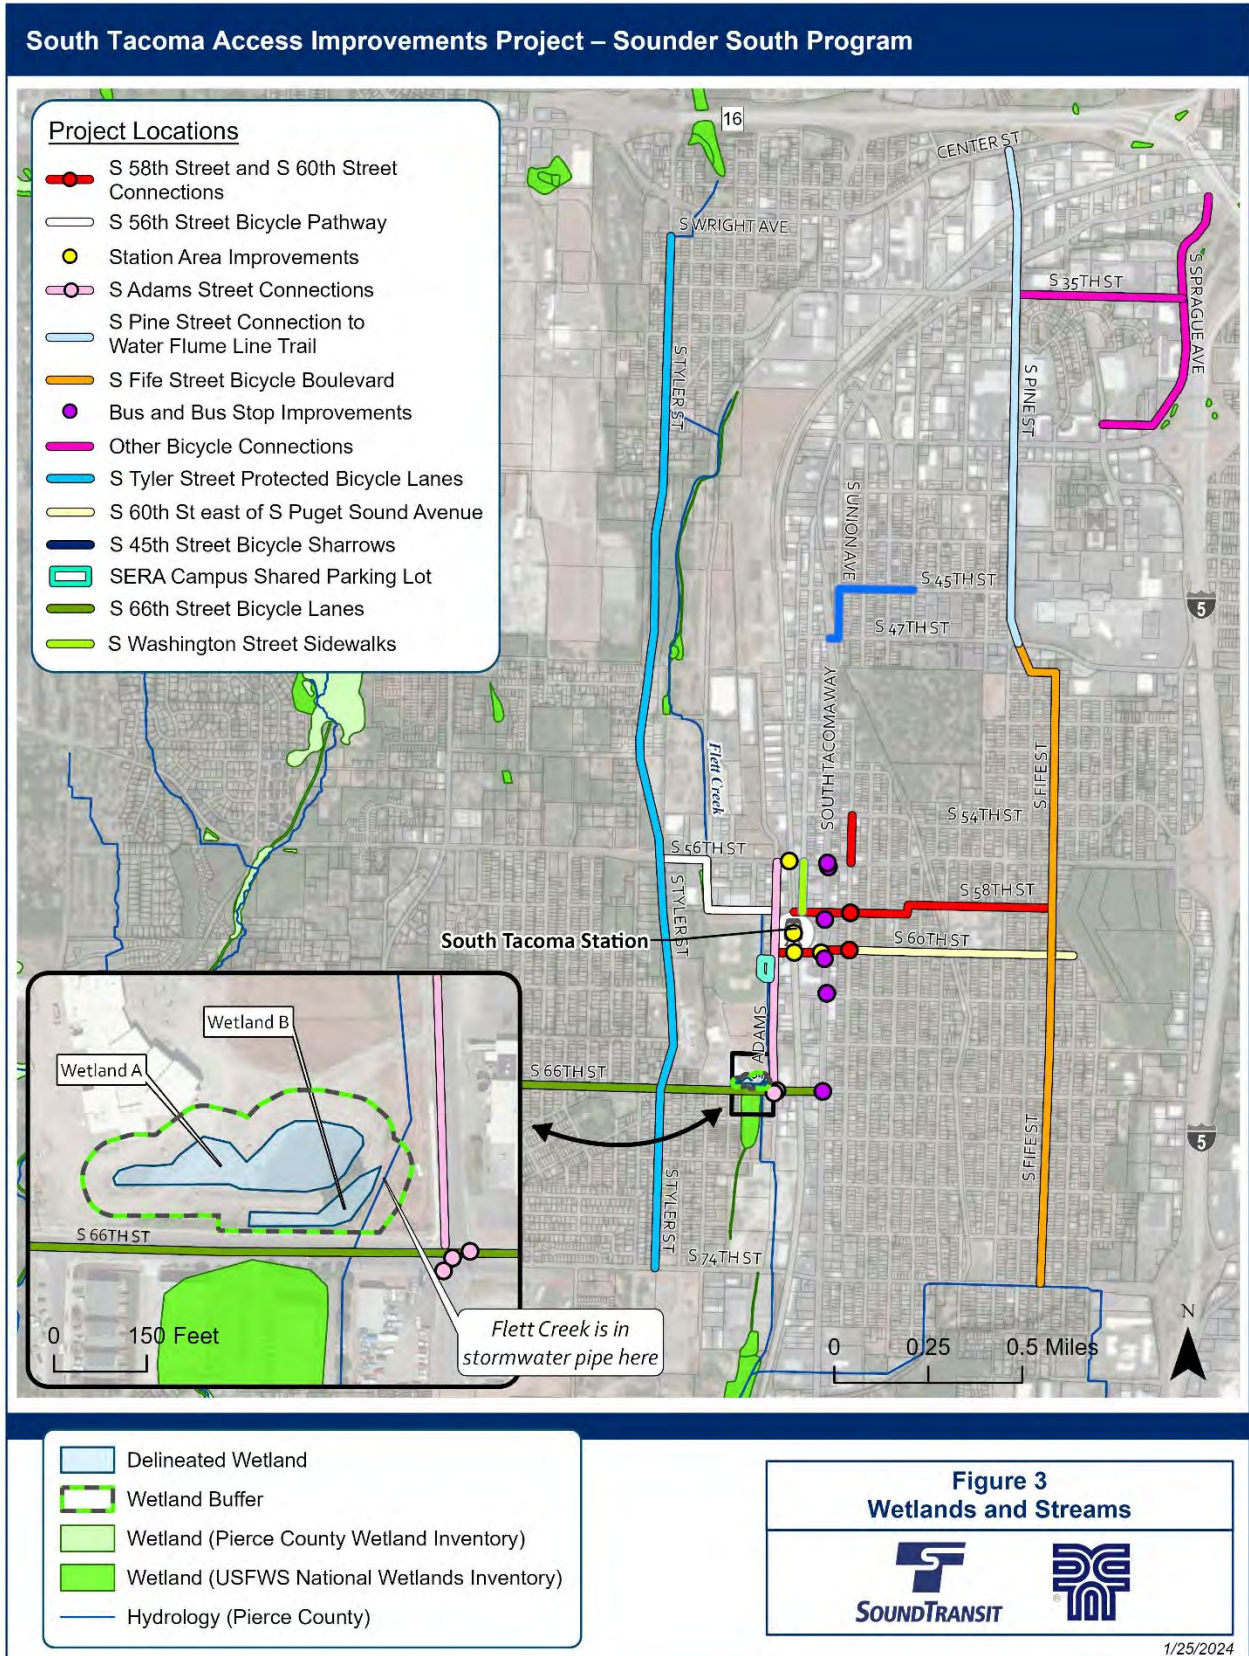 South Tacoma Access Improvements Project – Sounder South Program
Project Locations
S 58th Street and S 60th Street
Connections
S 56th Street Bicycle Pathway
Station Area Improvements
S Adams Street Connections
S Pine Street Connection to
Water Flume Line Trail
S Fife Street Bicycle Boulevard
Bus and Bus Stop Improvements
Other Bicycle Connections
S Tyler Street Protected Bicycle Lanes
S 60th St east of S Puget Sound Avenue
S 45th Street Bicycle Sharrows
SERA Campus Shared Parking Lot
S 66th Street Bicycle Lanes
S Washington Street Sidewalks
16
CENTER ST
S WRIGHT AVE
S 35TH ST
S SPRAGUE AVE
S TYLER ST
S PINE ST
S UNION AVE
S 45TH ST
S 47TH ST
5
SOUTH TACOMA WAY
Flett Creek
S FIFE ST
S 54TH ST
S 56TH ST
S TYLER ST
S 58TH ST
South Tacoma Station
S 60TH ST
S ADAMS
S 66TH ST
S FIFE ST
5
S TYLER ST
S 74TH ST
Wetland B
Wetland A
S 66TH ST
0 150 Feet
Flett Creek is in
stormwater pipe here
0 0.25 0.5 Miles
N
Delineated Wetland
Wetland Buffer
Wetland (Pierce County Wetland Inventory)
Wetland (USFWS National Wetlands Inventory)
Hydrology (Pierce County)
Figure 3
Wetlands and Streams
SOUNDTRANSIT
®
1/25/2024